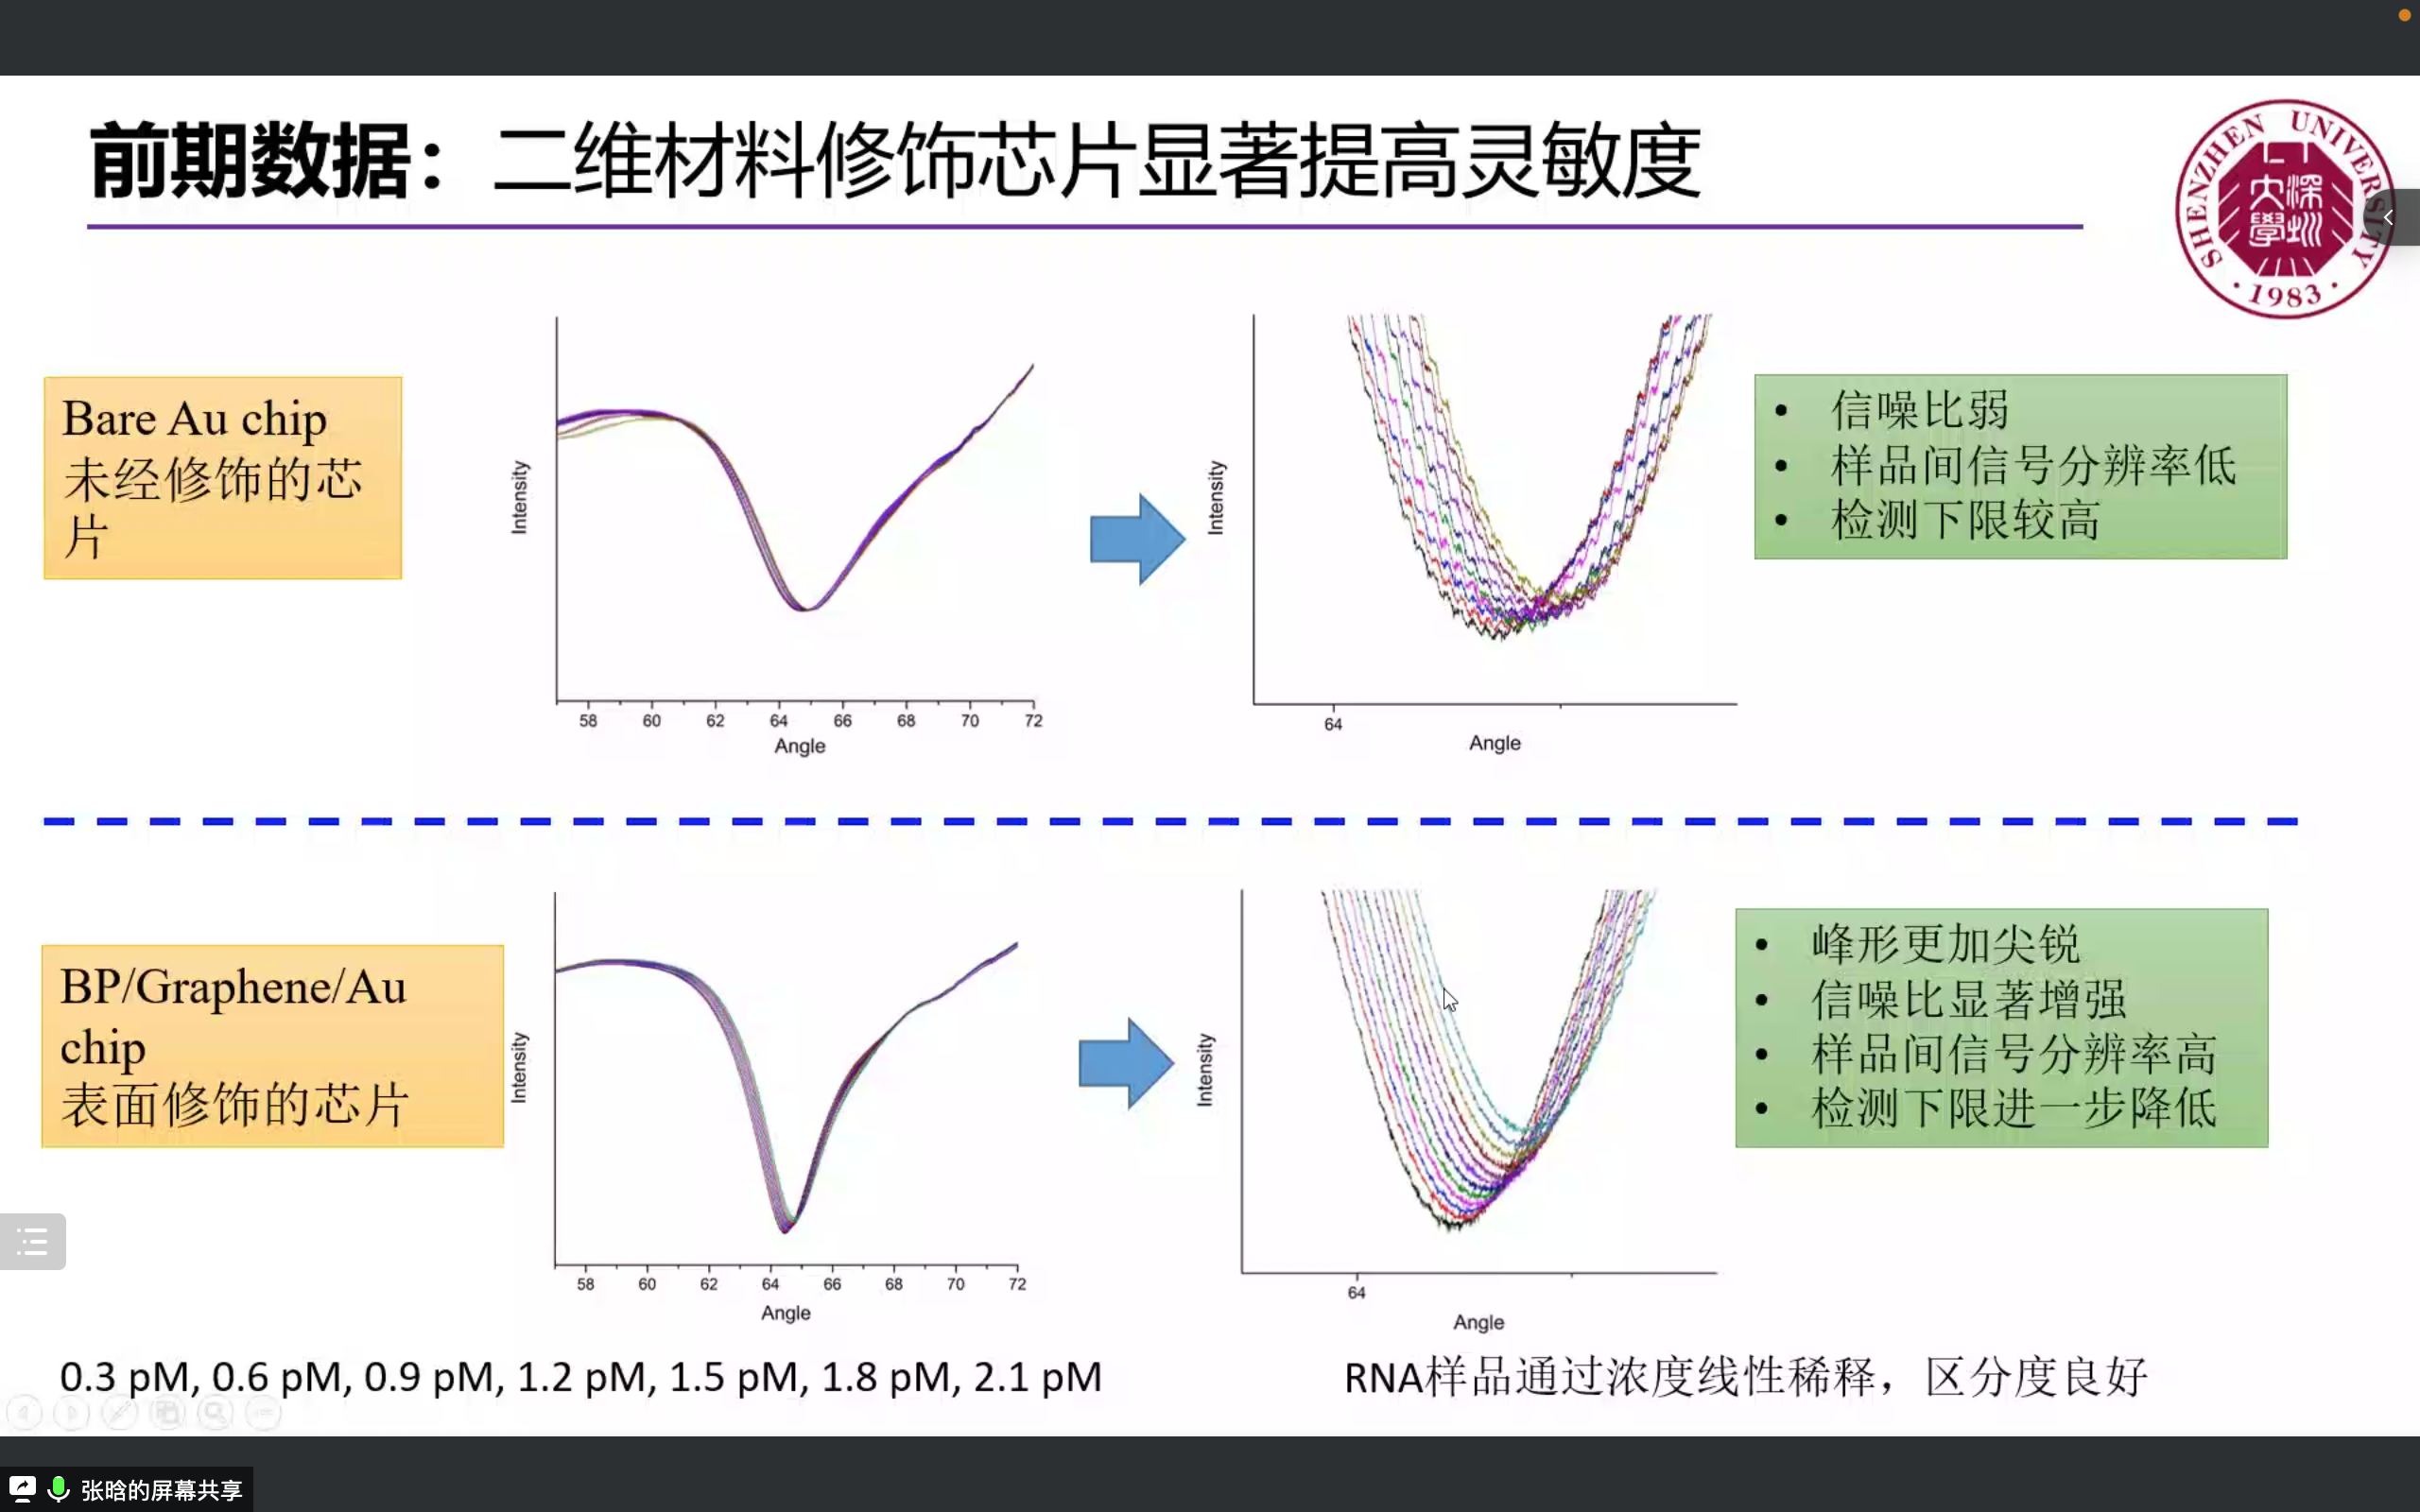 前期数据：二维材料修饰芯片显著提高灵敏度
SHENZHEN UNIVERSITY
深圳大學
· 1983 ·
Bare Au chip
未经修饰的芯
片
Intensity
58 60 62 64 66 68 70 72
Angle
Intensity
64
Angle
• 信噪比弱
• 样品间信号分辨率低
• 检测下限较高
BP/Graphene/Au
chip
表面修饰的芯片
Intensity
58 60 62 64 66 68 70 72
Angle
Intensity
64
Angle
• 峰形更加尖锐
• 信噪比显著增强
• 样品间信号分辨率高
• 检测下限进一步降低
0.3 pM, 0.6 pM, 0.9 pM, 1.2 pM, 1.5 pM, 1.8 pM, 2.1 pM
RNA样品通过浓度线性稀释，区分度良好
张晗的屏幕共享